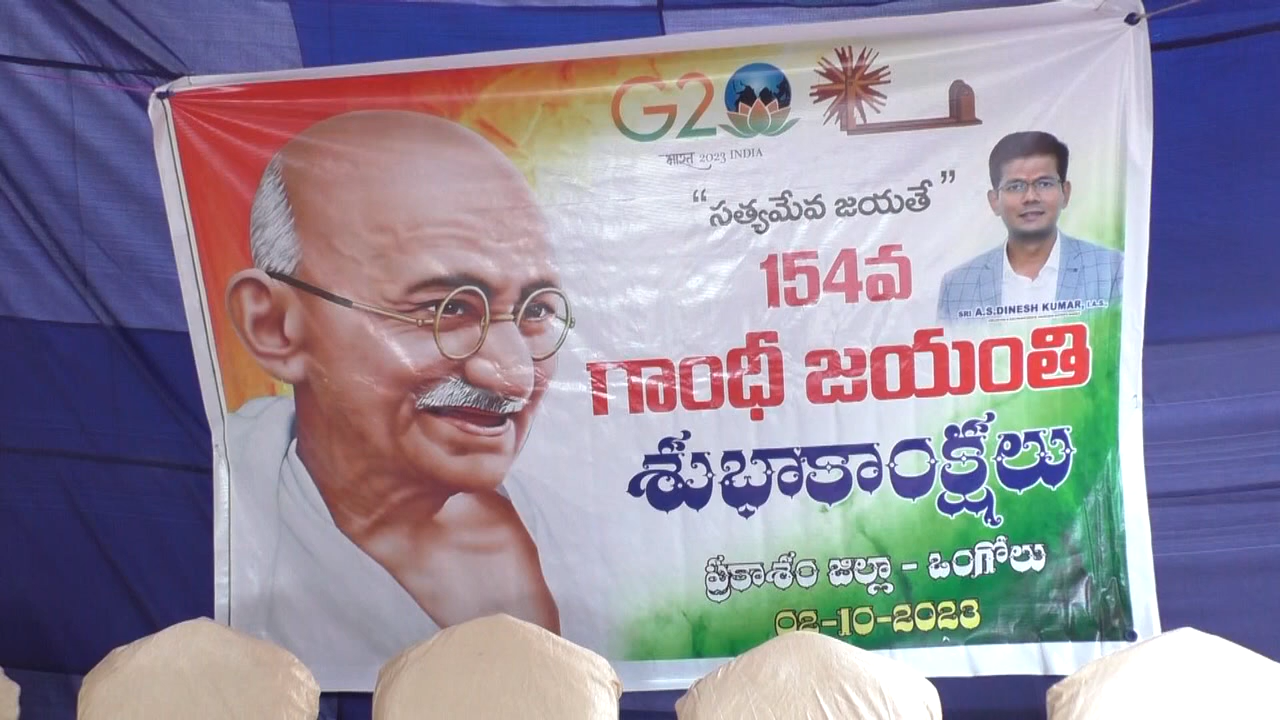 G20
भारत 2023 INDIA
“సత్యమేవ జయతే”
154వ
SRI A.S.DINESH KUMAR, I.A.S.,
గాంధీ జయంతి
శుభాకాంక్షలు
ప్రకాశం జిల్లా - ఒంగోలు
02-10-2023